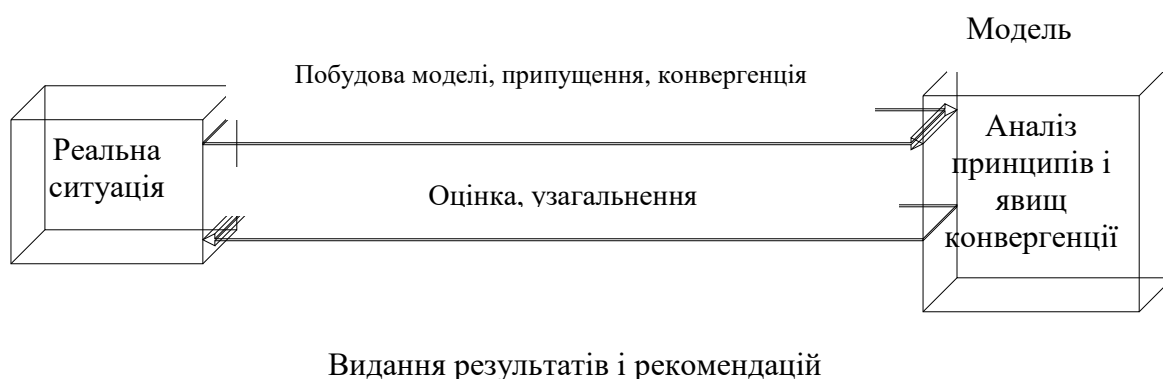 Модель
Побудова моделі, припущення, конвергенція
Реальна
ситуація
Оцінка, узагальнення
Аналіз
принципів і
явищ
конвергенції
Видання результатів і рекомендацій